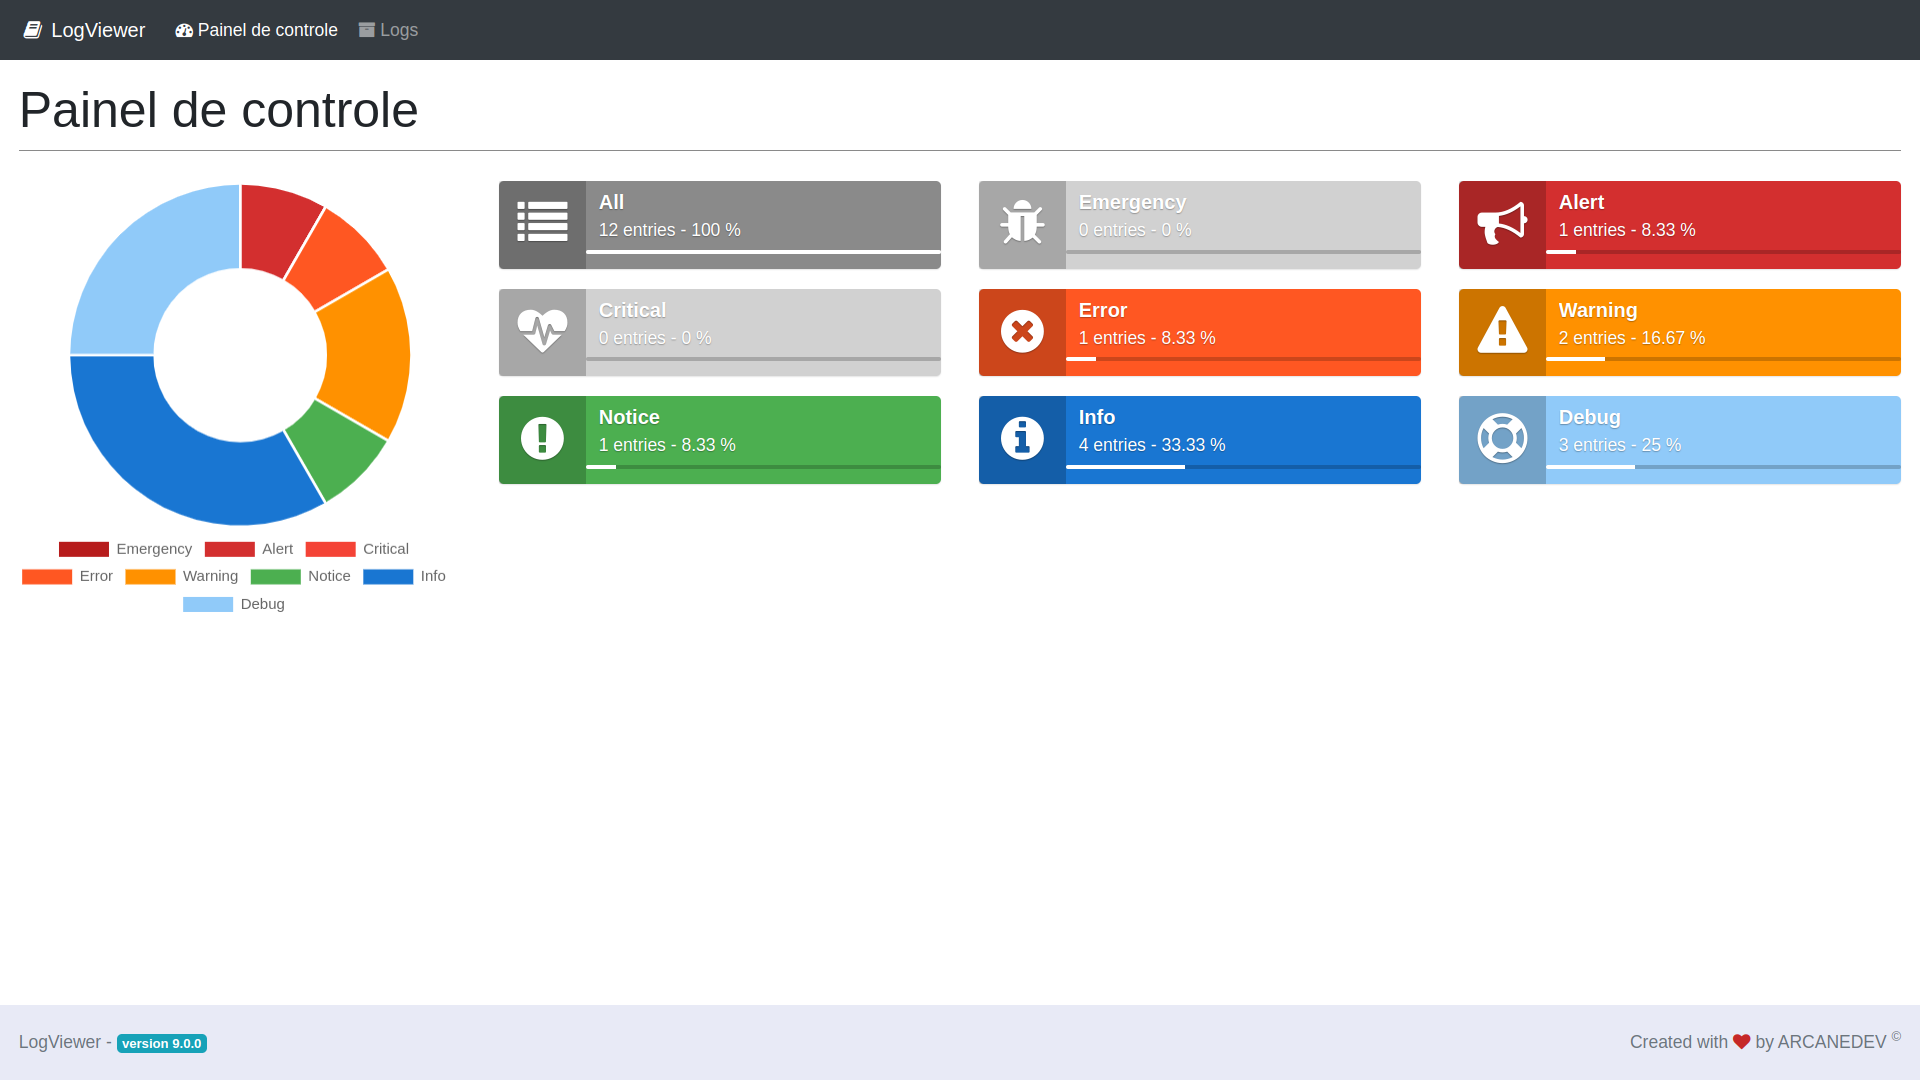 LogViewer Painel de controle Logs
Painel de controle
All
12 entries - 100 %
Emergency
0 entries - 0 %
Alert
1 entries - 8.33 %
Critical
0 entries - 0 %
Error
1 entries - 8.33 %
Warning
2 entries - 16.67 %
Notice
1 entries - 8.33 %
Info
4 entries - 33.33 %
Debug
3 entries - 25 %
Emergency Alert Critical
Error Warning Notice Info
Debug
LogViewer - version 9.0.0
Created with by ARCANEDEV ©